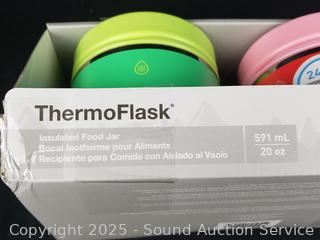 24
ThermoFlask®
Insulated Food Jar
Bocal Isotherme pour Aliments
Recipiente para Comida con Aislado al Vacío
591 mL
20 oz
Copyright 2025 - Sound Auction Service